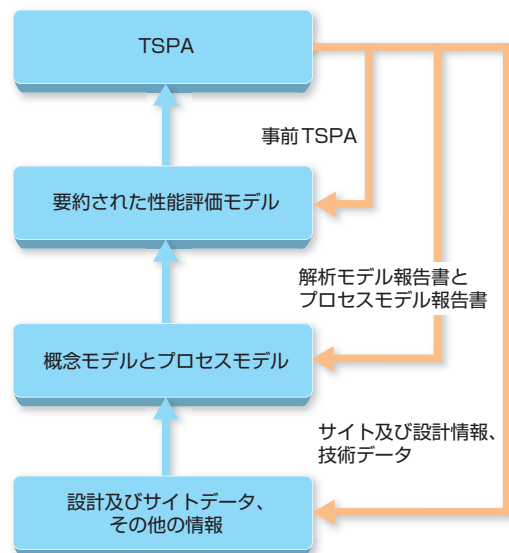 TSPA
事前TSPA
要約された性能評価モデル
解析モデル報告書と
プロセスモデル報告書
概念モデルとプロセスモデル
サイト及び設計情報、
技術データ
設計及びサイトデータ、
その他の情報